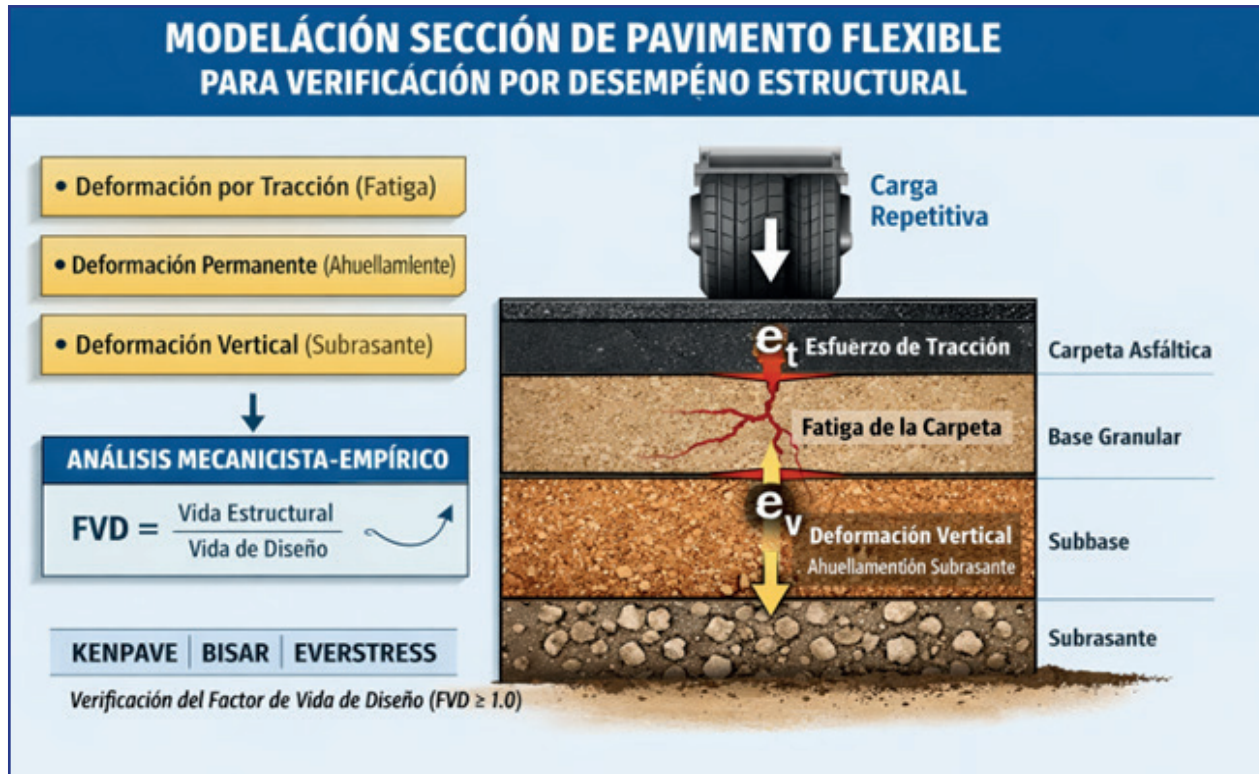 MODELÁCIÓN SECCIÓN DE PAVIMENTO FLEXIBLE
PARA VERIFICÁCIÓN POR DESEMPÉNO ESTRUCTURAL
• Deformación por Tracción (Fatiga)
• Deformación Permanente (Ahuellamlente)
• Deformación Vertical (Subrasante)
ANÁLISIS MECANICISTA-EMPÍRICO
FVD = Vida Estructural
Vida de Diseño
KENPAVE | BISAR | EVERSTRESS
Verificación del Factor de Vida de Diseño (FVD ≥ 1.0)
Carga
Repetitiva
et Esfuerzo de Tracción
Fatiga de la Carpeta
ev
Deformación Vertical
Ahuellamentión Subrasante
Carpeta Asfáltica
Base Granular
Subbase
Subrasante